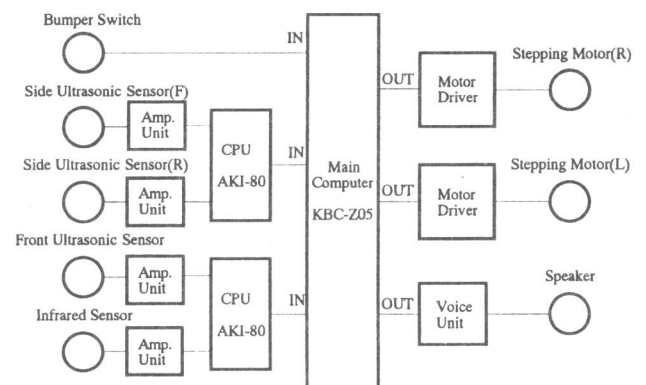 Bumper Switch
IN
Stepping Motor(R)
OUT
Motor
Driver
Side Ultrasonic Sensor(F)
Amp.
Unit
CPU
AKI-80
IN
Main
Computer
KBC-Z05
Side Ultrasonic Sensor(R)
Amp.
Unit
Stepping Motor(L)
OUT
Motor
Driver
Front Ultrasonic Sensor
Amp.
Unit
CPU
AKI-80
IN
Speaker
OUT
Voice
Unit
Infrared Sensor
Amp.
Unit